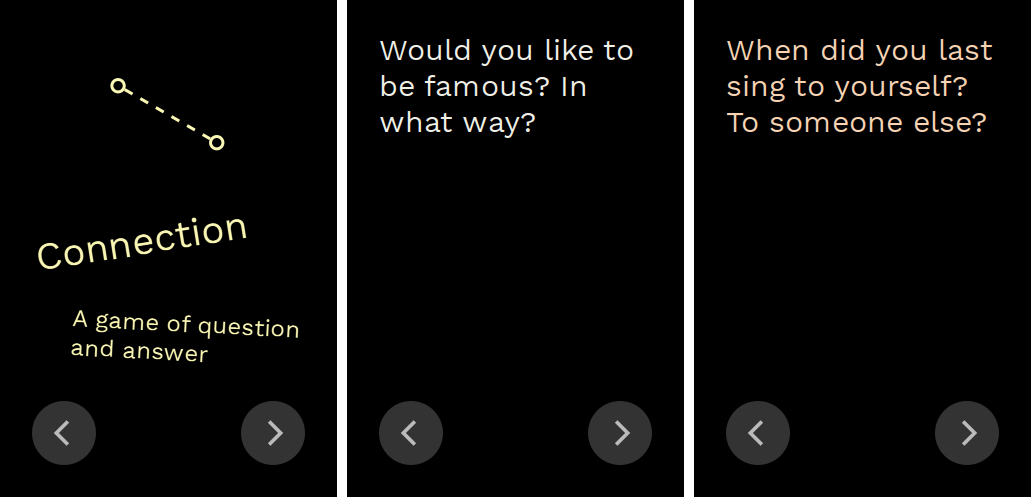 Connection
A game of question
and answer
Would you like to
be famous? In
what way?
When did you last
sing to yourself?
To someone else?